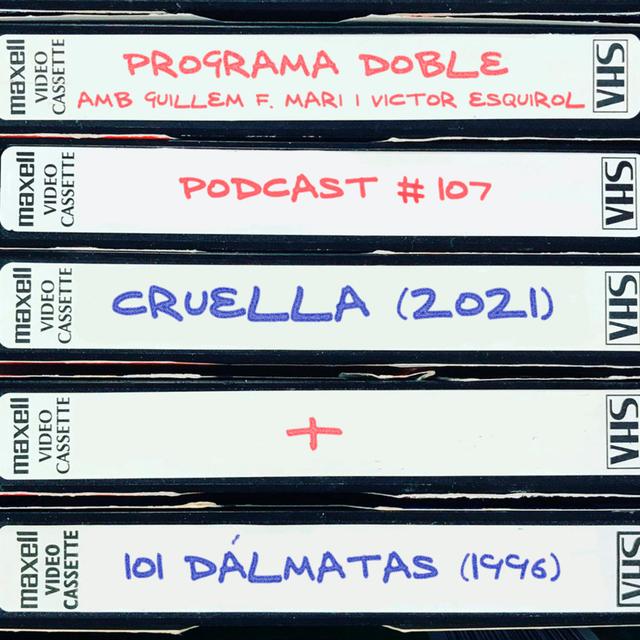 maxell
VIDEO
CASSETTE
PROGRAMA DOBLE
AMB GUILLEM F. MARI I VICTOR ESQUIROL
VHS
maxell
VIDEO
CASSETTE
PODCAST # 107
VHS
maxell
VIDEO
CASSETTE
CRUELLA (2021)
VHS
maxell
VIDEO
CASSETTE
+
VHS
maxell
VIDEO
CASSETTE
101 DÁLMATAS (1996)
VHS